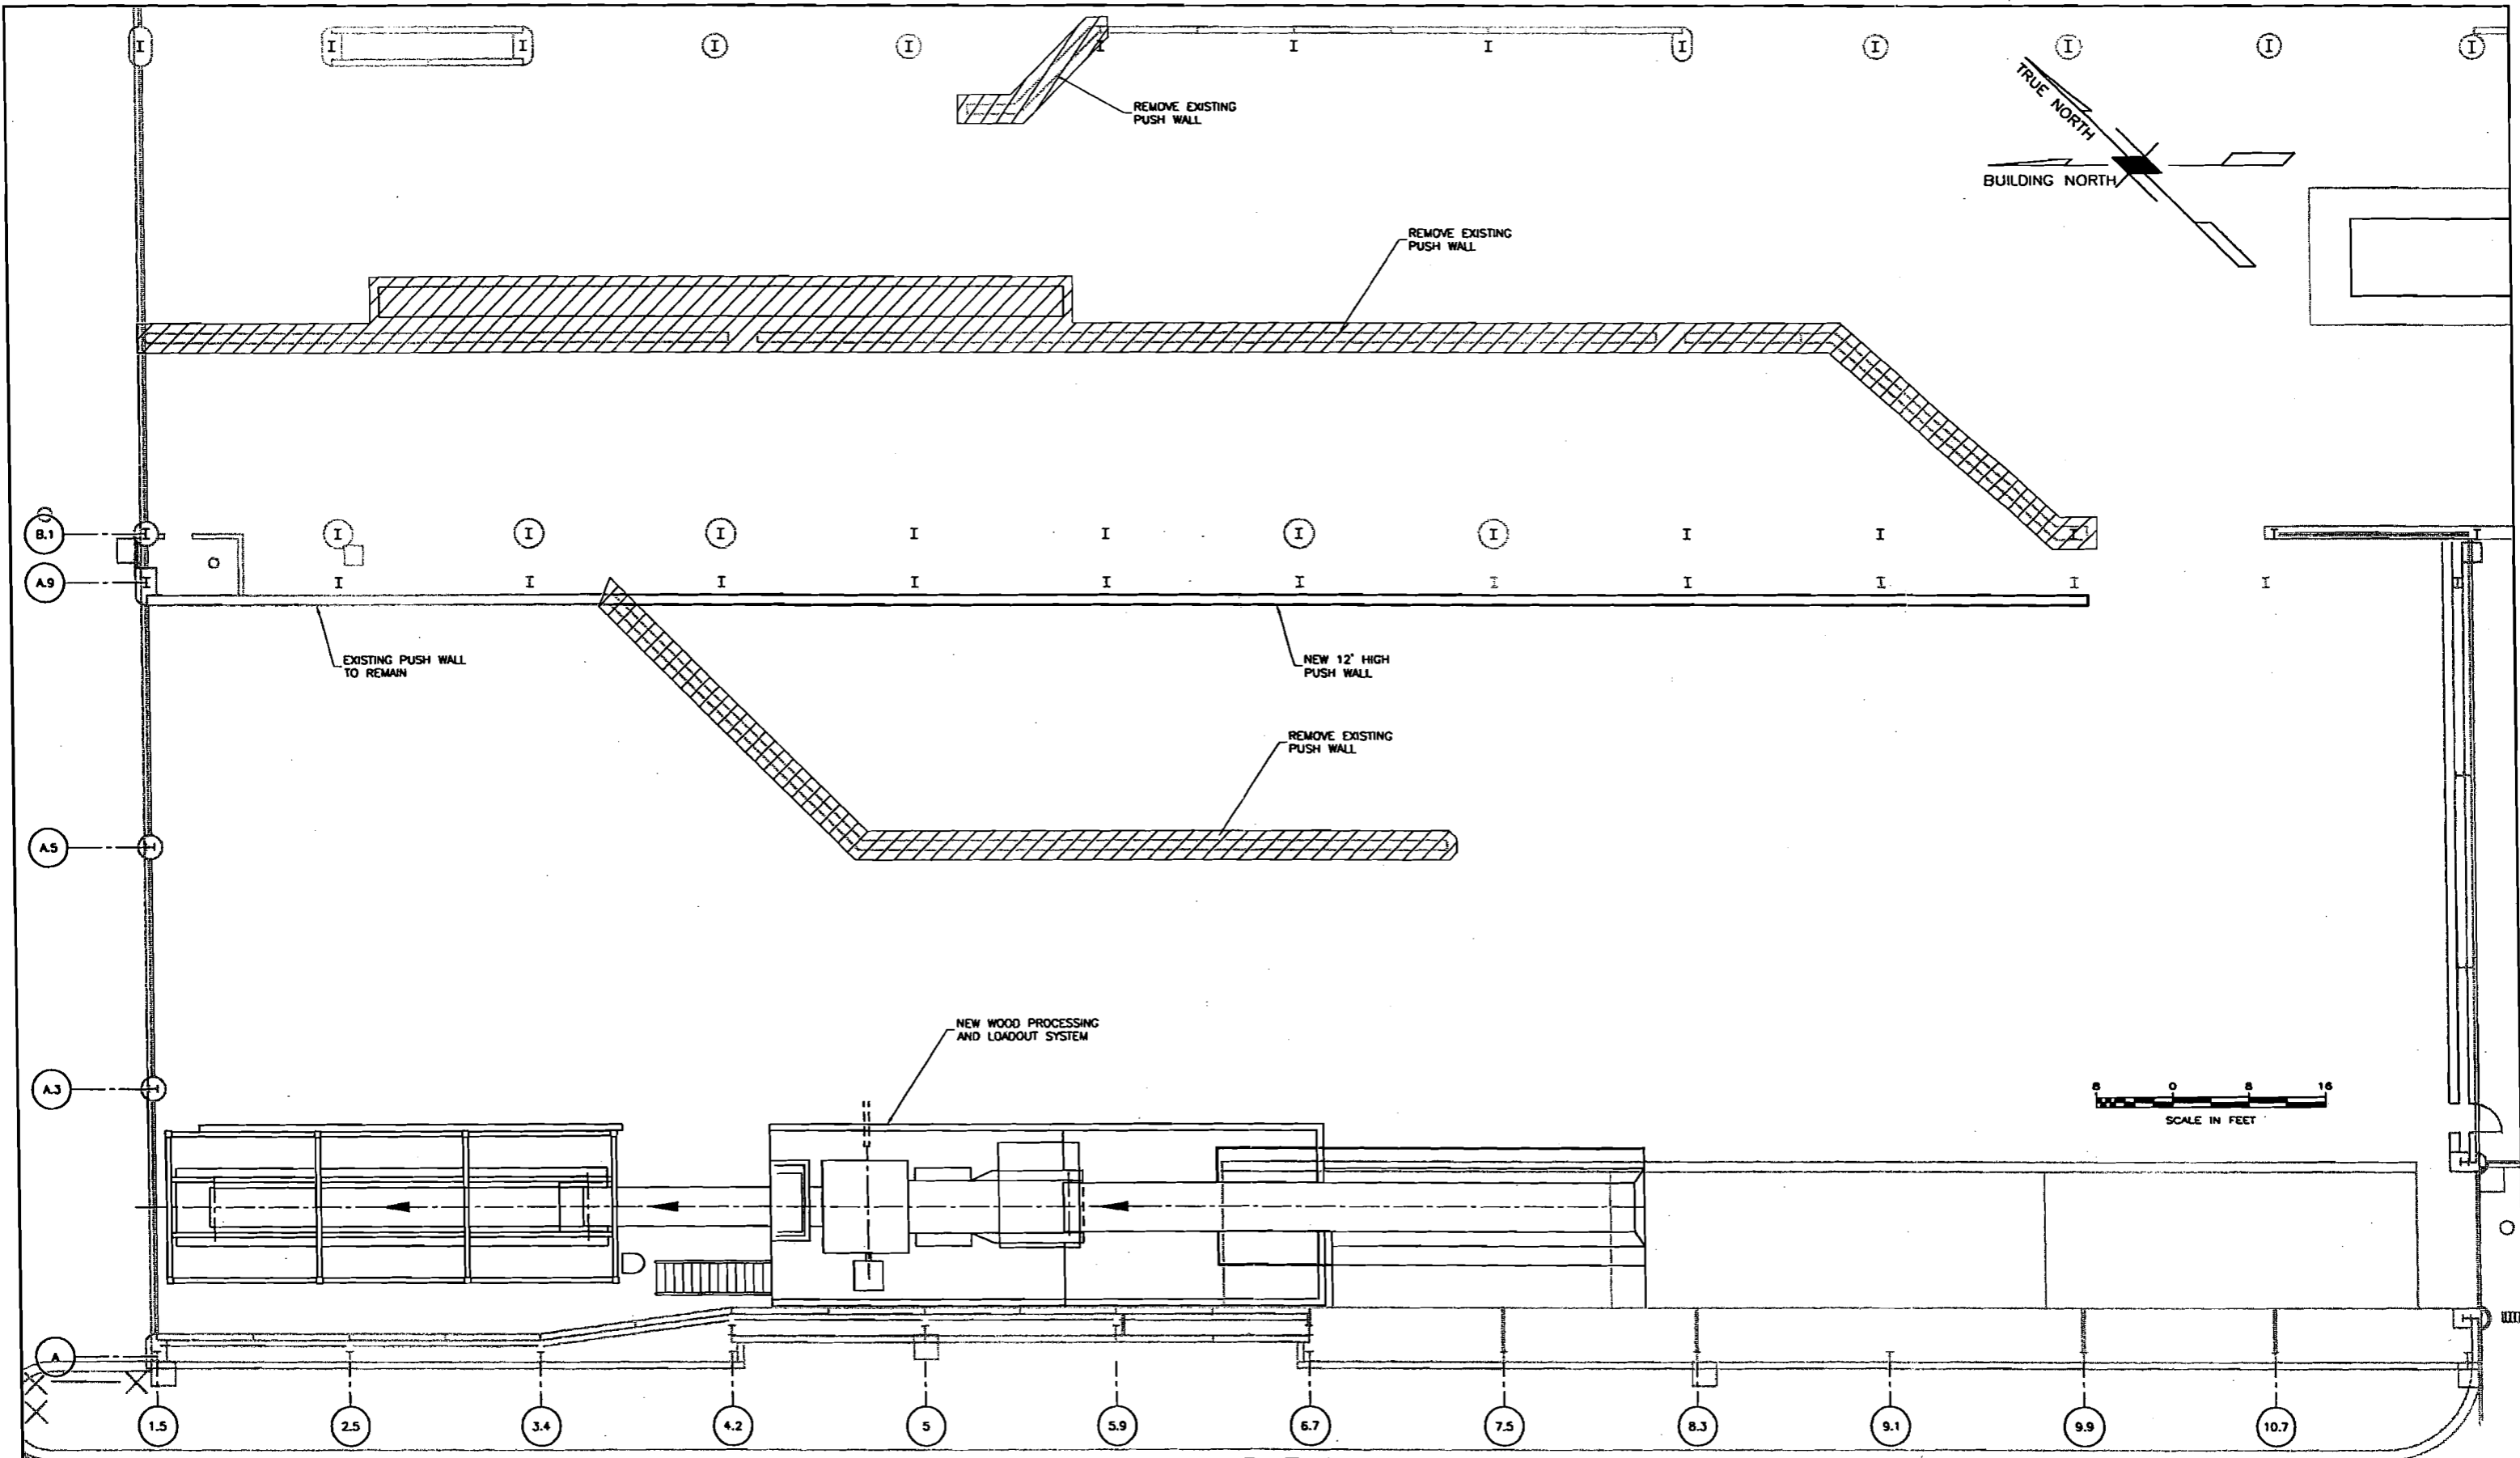 REMOVE EXISTING
PUSH WALL
TRUE NORTH
BUILDING NORTH
REMOVE EXISTING
PUSH WALL
B.1
A.9
EXISTING PUSH WALL
TO REMAIN
NEW 12' HIGH
PUSH WALL
REMOVE EXISTING
PUSH WALL
A.5
NEW WOOD PROCESSING
AND LOADOUT SYSTEM
A.3
8 0 8 16
SCALE IN FEET
A
1.5 2.5 3.4 4.2 5 5.9 6.7 7.5 8.3 9.1 9.9 10.7